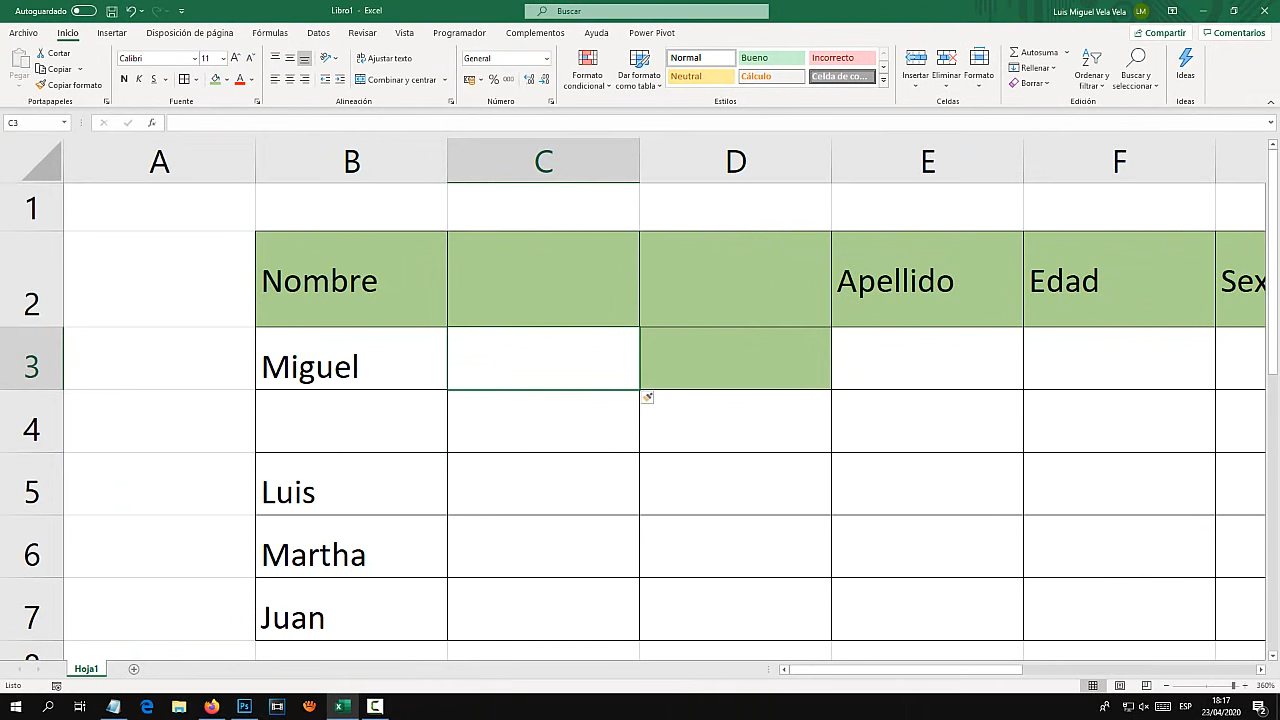 Autoguardado Libro1 - Excel Buscar Luis Miguel Vela Vela LM
Archivo Inicio Insertar Disposición de página Fórmulas Datos Revisar Vista Programador Complementos Ayuda Power Pivot Compartir Comentarios
Pegar Cortar Copiar Copiar formato Portapapeles
Calibri 11 N K S Fuente
Ajustar texto Combinar y centrar Alineación
General % 000 Número
Formato condicional Dar formato como tabla Normal Bueno Incorrecto Neutral Cálculo Celda de co... Estilos
Insertar Eliminar Formato Celdas
Autosuma Rellenar Borrar Ordenar y filtrar Buscar y seleccionar Edición
Ideas Ideas
C3 fx
A B C D E F
1
2 Nombre Apellido Edad Sex
3 Miguel
4
5 Luis
6 Martha
7 Juan
Hoja1
Listo 360%
ESP 18:17
23/04/2020